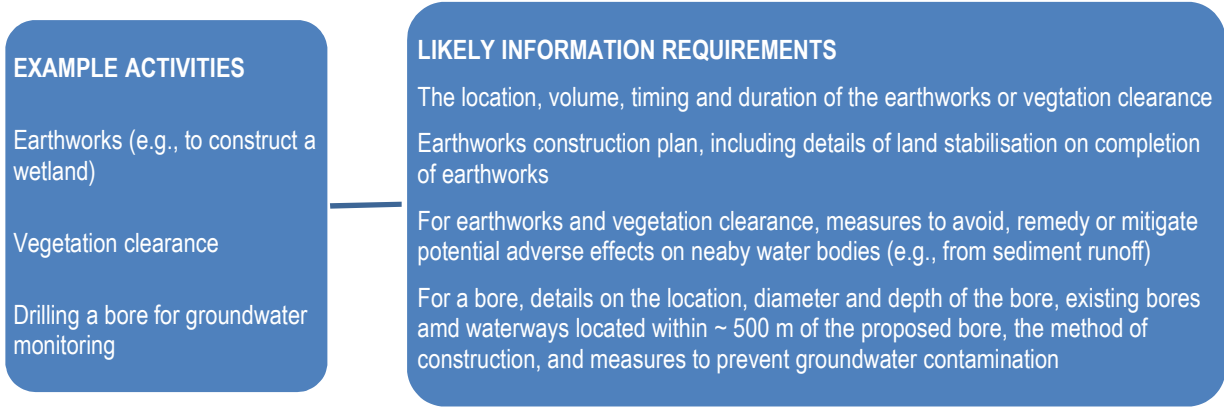 EXAMPLE ACTIVITIES
Earthworks (e.g., to construct a
wetland)
Vegetation clearance
Drilling a bore for groundwater
monitoring
LIKELY INFORMATION REQUIREMENTS
The location, volume, timing and duration of the earthworks or vegtation clearance
Earthworks construction plan, including details of land stabilisation on completion
of earthworks
For earthworks and vegetation clearance, measures to avoid, remedy or mitigate
potential adverse effects on neaby water bodies (e.g., from sediment runoff)
For a bore, details on the location, diameter and depth of the bore, existing bores
amd waterways located within ~ 500 m of the proposed bore, the method of
construction, and measures to prevent groundwater contamination